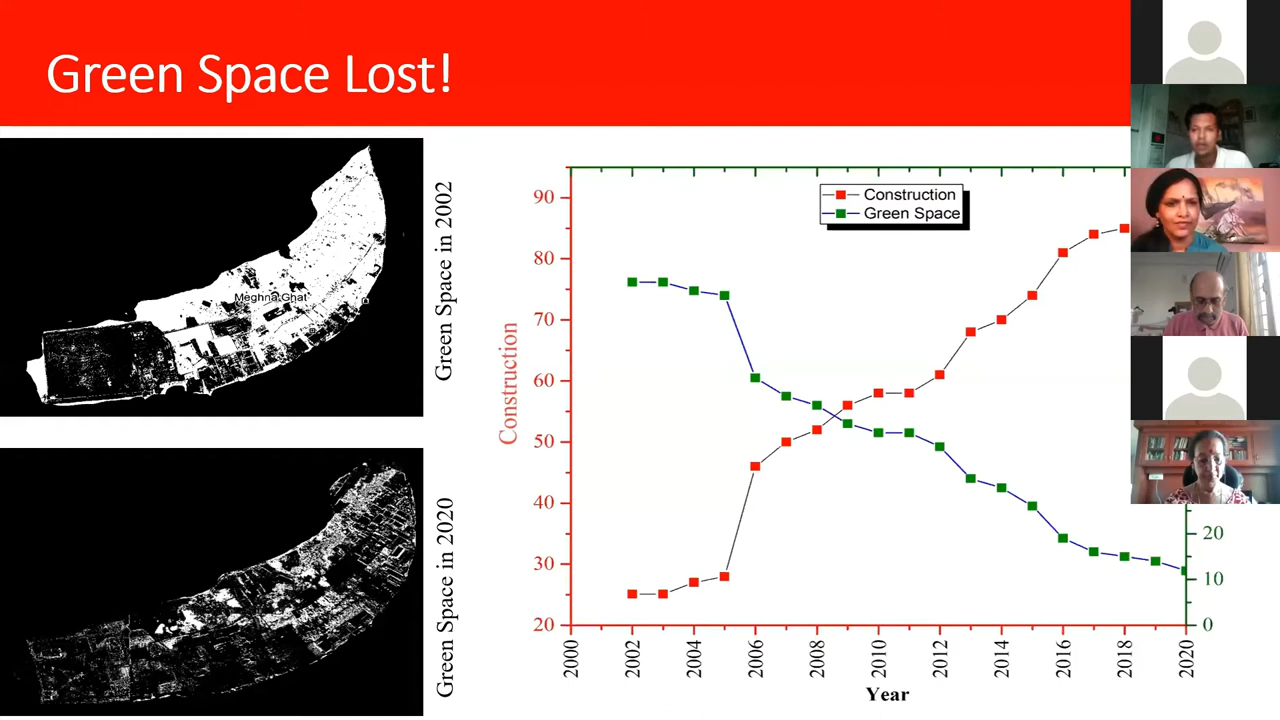 Green Space Lost!
Meghna Ghat
Green Space in 2002
Green Space in 2020
Construction
Green Space
Construction
90
80
70
60
50
40
30
20
20
10
0
2000
2002
2004
2006
2008
2010
2012
2014
2016
2018
2020
Year